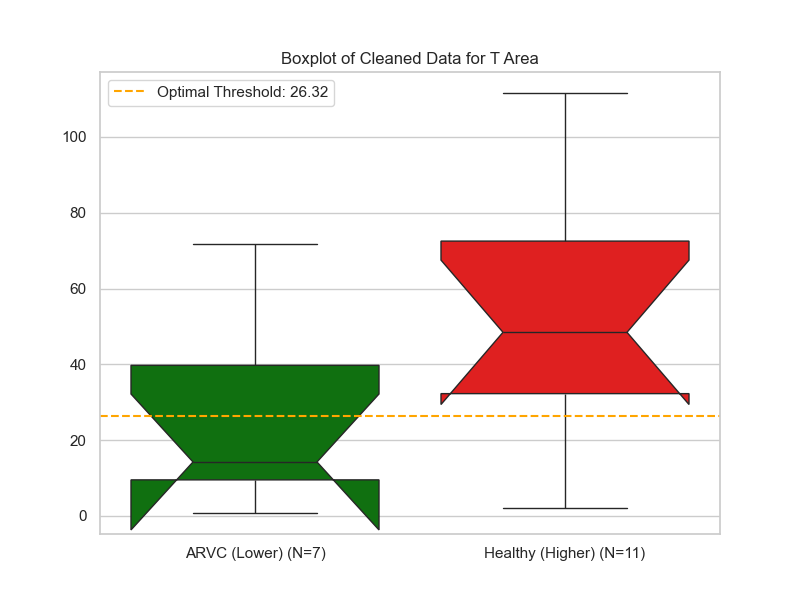 Boxplot of Cleaned Data for T Area
Optimal Threshold: 26.32
100
80
60
40
20
0
ARVC (Lower) (N=7)
Healthy (Higher) (N=11)